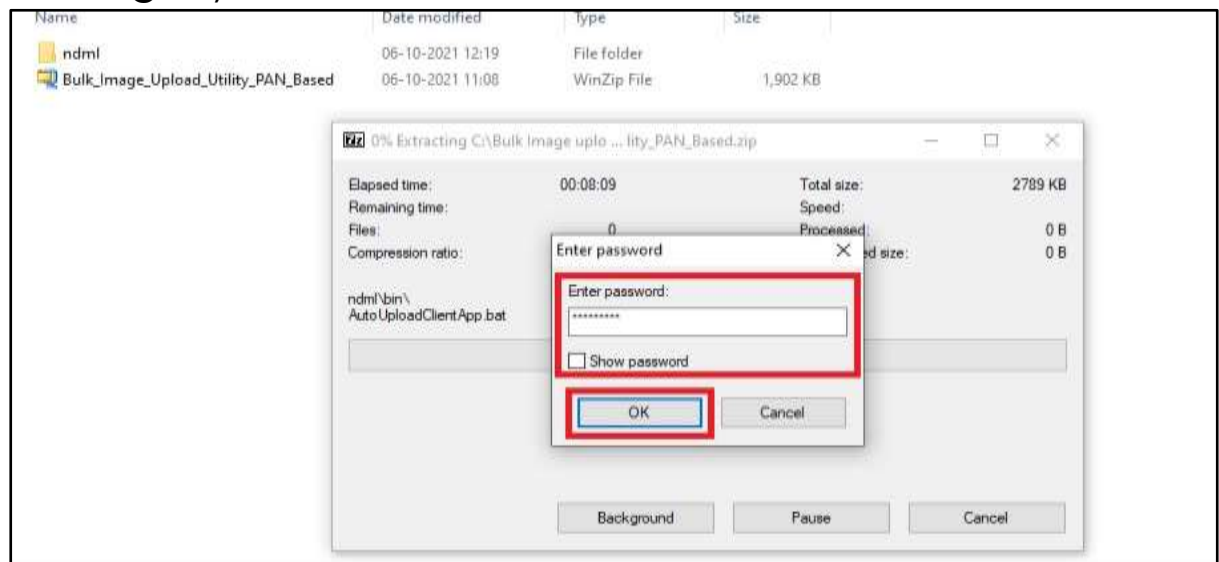 Name Date modified Type Size
ndml 06-10-2021 12:19 File folder
Bulk_Image_Upload_Utility_PAN_Based 06-10-2021 11:08 WinZip File 1,902 KB
0% Extracting C:\Bulk Image uplo ... lity_PAN_Based.zip
Elapsed time: 00:08:09 Total size: 2789 KB
Remaining time: Speed:
Files: 0 Processed: 0 B
Compression ratio: ed size: 0 B
Enter password
Enter password:
*********
Show password
OK Cancel
ndml\bin\
AutoUploadClientApp.bat
Background Pause Cancel